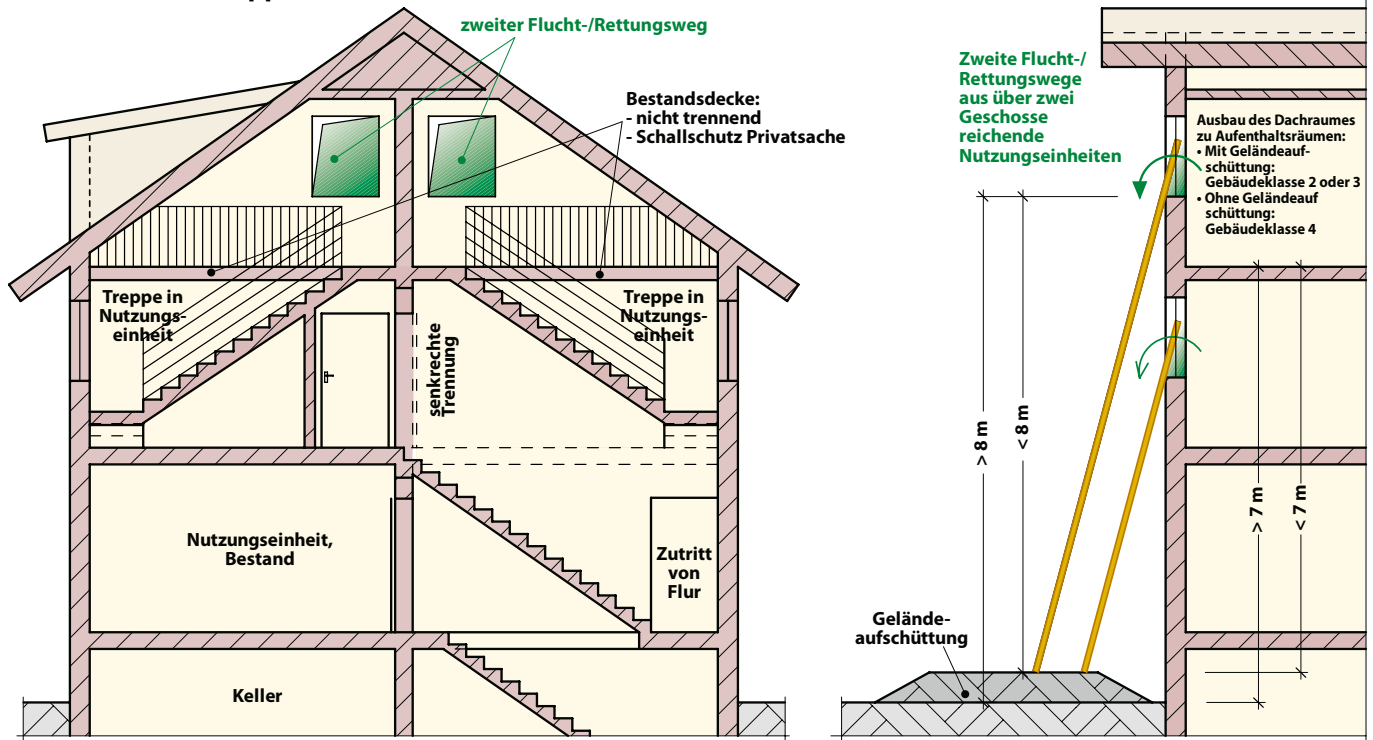 zweiter Flucht-/Rettungsweg
Bestandsdecke:
- nicht trennend
- Schallschutz Privatsache
Treppe in
Nutzungs-
einheit
senkrechte
Trennung
Treppe in
Nutzungs-
einheit
Nutzungseinheit,
Bestand
Zutritt
von
Flur
Keller
Zweite Flucht-/
Rettungswege
aus über zwei
Geschosse
reichende
Nutzungseinheiten
Ausbau des Dachraumes
zu Aufenthaltsräumen:
• Mit Geländeauf-
schüttung:
Gebäudeklasse 2 oder 3
• Ohne Geländeauf
schüttung:
Gebäudeklasse 4
> 8 m
< 8 m
> 7 m
< 7 m
Gelände-
aufschüttung